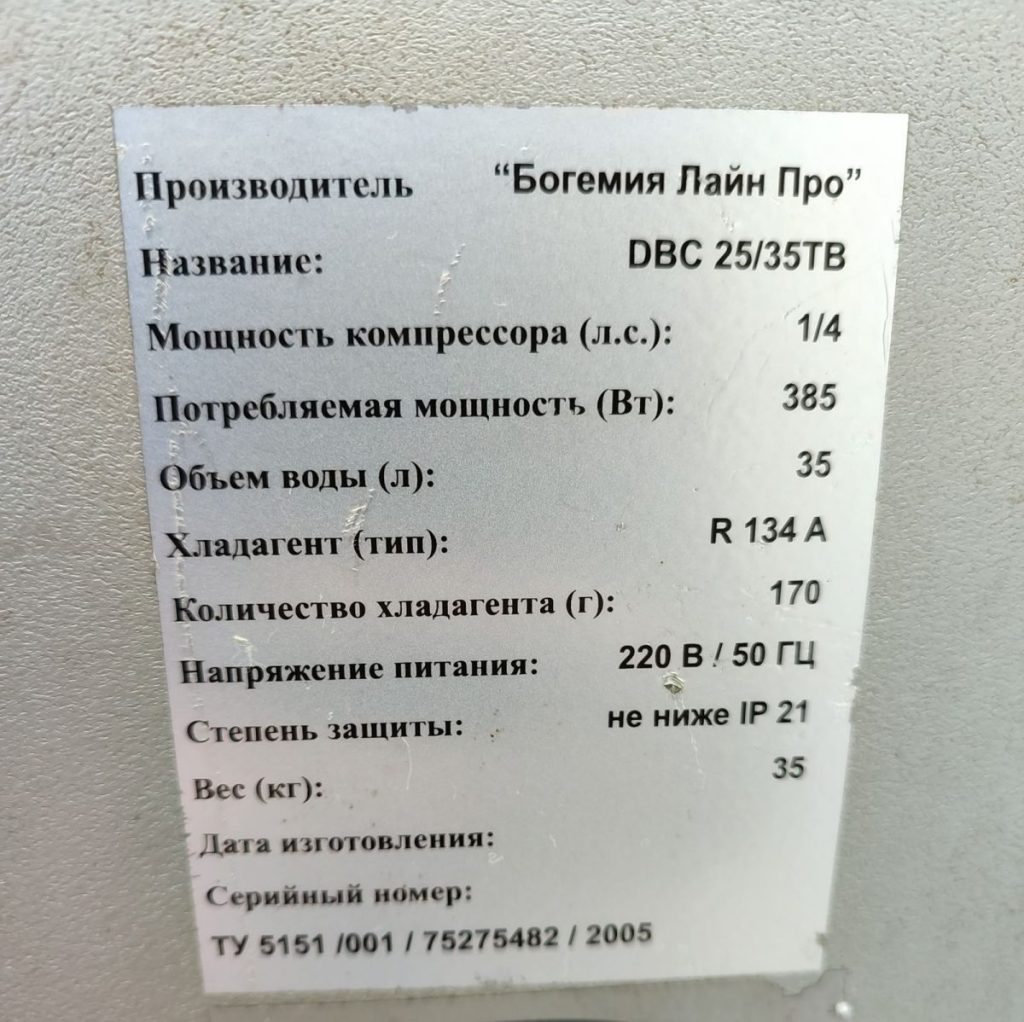 Производитель “Богемия Лайн Про”
Название: DBC 25/35TB
Мощность компрессора (л.с.): 1/4
Потребляемая мощность (Вт): 385
Объем воды (л): 35
Хладагент (тип): R 134 A
Количество хладагента (г): 170
Напряжение питания: 220 В / 50 ГЦ
Степень защиты: не ниже IP 21
Вес (кг): 35
Дата изготовления:
Серийный номер:
ТУ 5151 /001 / 75275482 / 2005